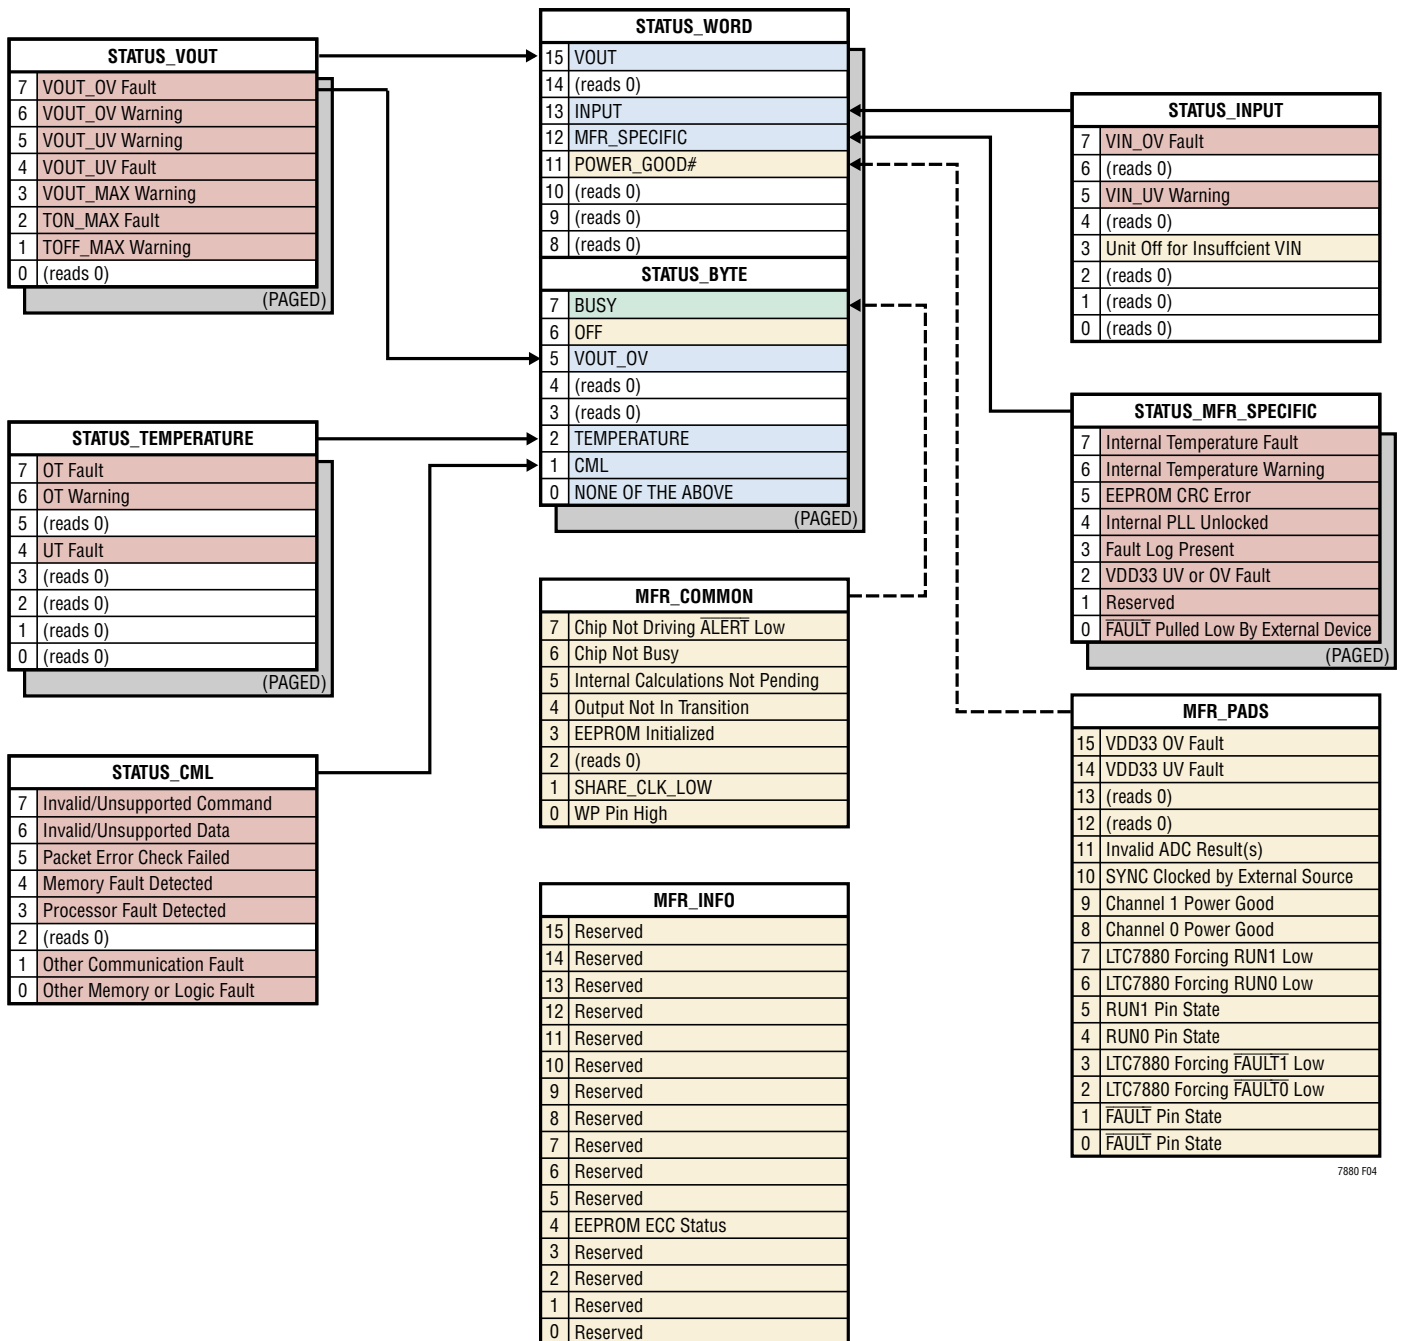 STATUS_VOUT
7 VOUT_OV Fault
6 VOUT_OV Warning
5 VOUT_UV Warning
4 VOUT_UV Fault
3 VOUT_MAX Warning
2 TON_MAX Fault
1 TOFF_MAX Warning
0 (reads 0)
(PAGED)
STATUS_TEMPERATURE
7 OT Fault
6 OT Warning
5 (reads 0)
4 UT Fault
3 (reads 0)
2 (reads 0)
1 (reads 0)
0 (reads 0)
(PAGED)
STATUS_CML
7 Invalid/Unsupported Command
6 Invalid/Unsupported Data
5 Packet Error Check Failed
4 Memory Fault Detected
3 Processor Fault Detected
2 (reads 0)
1 Other Communication Fault
0 Other Memory or Logic Fault
STATUS_WORD
15 VOUT
14 (reads 0)
13 INPUT
12 MFR_SPECIFIC
11 POWER_GOOD#
10 (reads 0)
9 (reads 0)
8 (reads 0)
STATUS_BYTE
7 BUSY
6 OFF
5 VOUT_OV
4 (reads 0)
3 (reads 0)
2 TEMPERATURE
1 CML
0 NONE OF THE ABOVE
(PAGED)
MFR_COMMON
7 Chip Not Driving ALERT Low
6 Chip Not Busy
5 Internal Calculations Not Pending
4 Output Not In Transition
3 EEPROM Initialized
2 (reads 0)
1 SHARE_CLK_LOW
0 WP Pin High
MFR_INFO
15 Reserved
14 Reserved
13 Reserved
12 Reserved
11 Reserved
10 Reserved
9 Reserved
8 Reserved
7 Reserved
6 Reserved
5 Reserved
4 EEPROM ECC Status
3 Reserved
2 Reserved
1 Reserved
0 Reserved
STATUS_INPUT
7 VIN_OV Fault
6 (reads 0)
5 VIN_UV Warning
4 (reads 0)
3 Unit Off for Insuffcient VIN
2 (reads 0)
1 (reads 0)
0 (reads 0)
STATUS_MFR_SPECIFIC
7 Internal Temperature Fault
6 Internal Temperature Warning
5 EEPROM CRC Error
4 Internal PLL Unlocked
3 Fault Log Present
2 VDD33 UV or OV Fault
1 Reserved
0 FAULT Pulled Low By External Device
(PAGED)
MFR_PADS
15 VDD33 OV Fault
14 VDD33 UV Fault
13 (reads 0)
12 (reads 0)
11 Invalid ADC Result(s)
10 SYNC Clocked by External Source
9 Channel 1 Power Good
8 Channel 0 Power Good
7 LTC7880 Forcing RUN1 Low
6 LTC7880 Forcing RUN0 Low
5 RUN1 Pin State
4 RUN0 Pin State
3 LTC7880 Forcing FAULT1 Low
2 LTC7880 Forcing FAULT0 Low
1 FAULT Pin State
0 FAULT Pin State
7880 F04